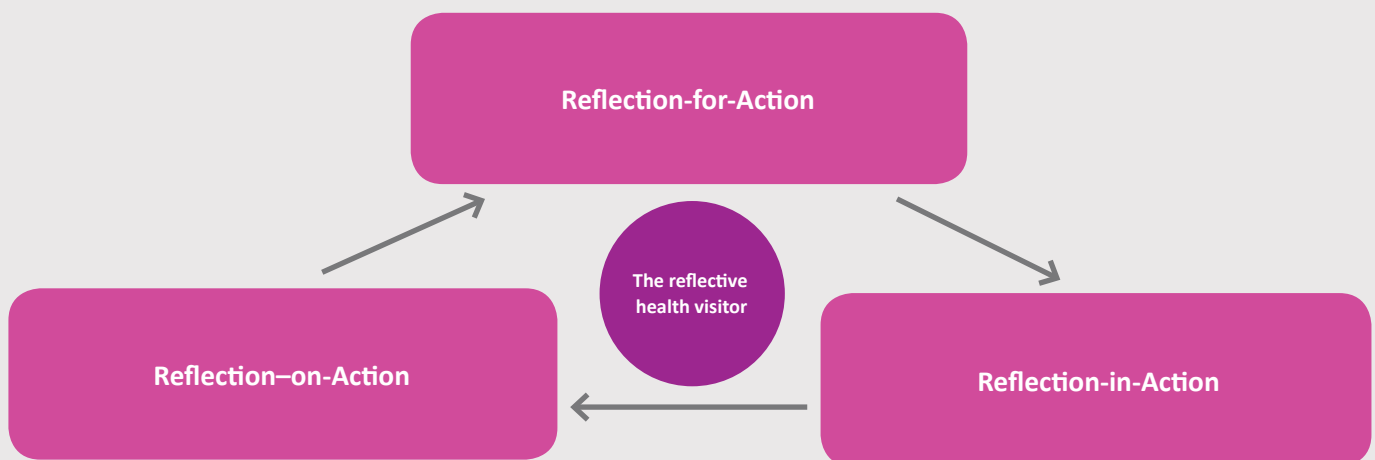 Reflection-for-Action
The reflective
health visitor
Reflection–on-Action
Reflection-in-Action